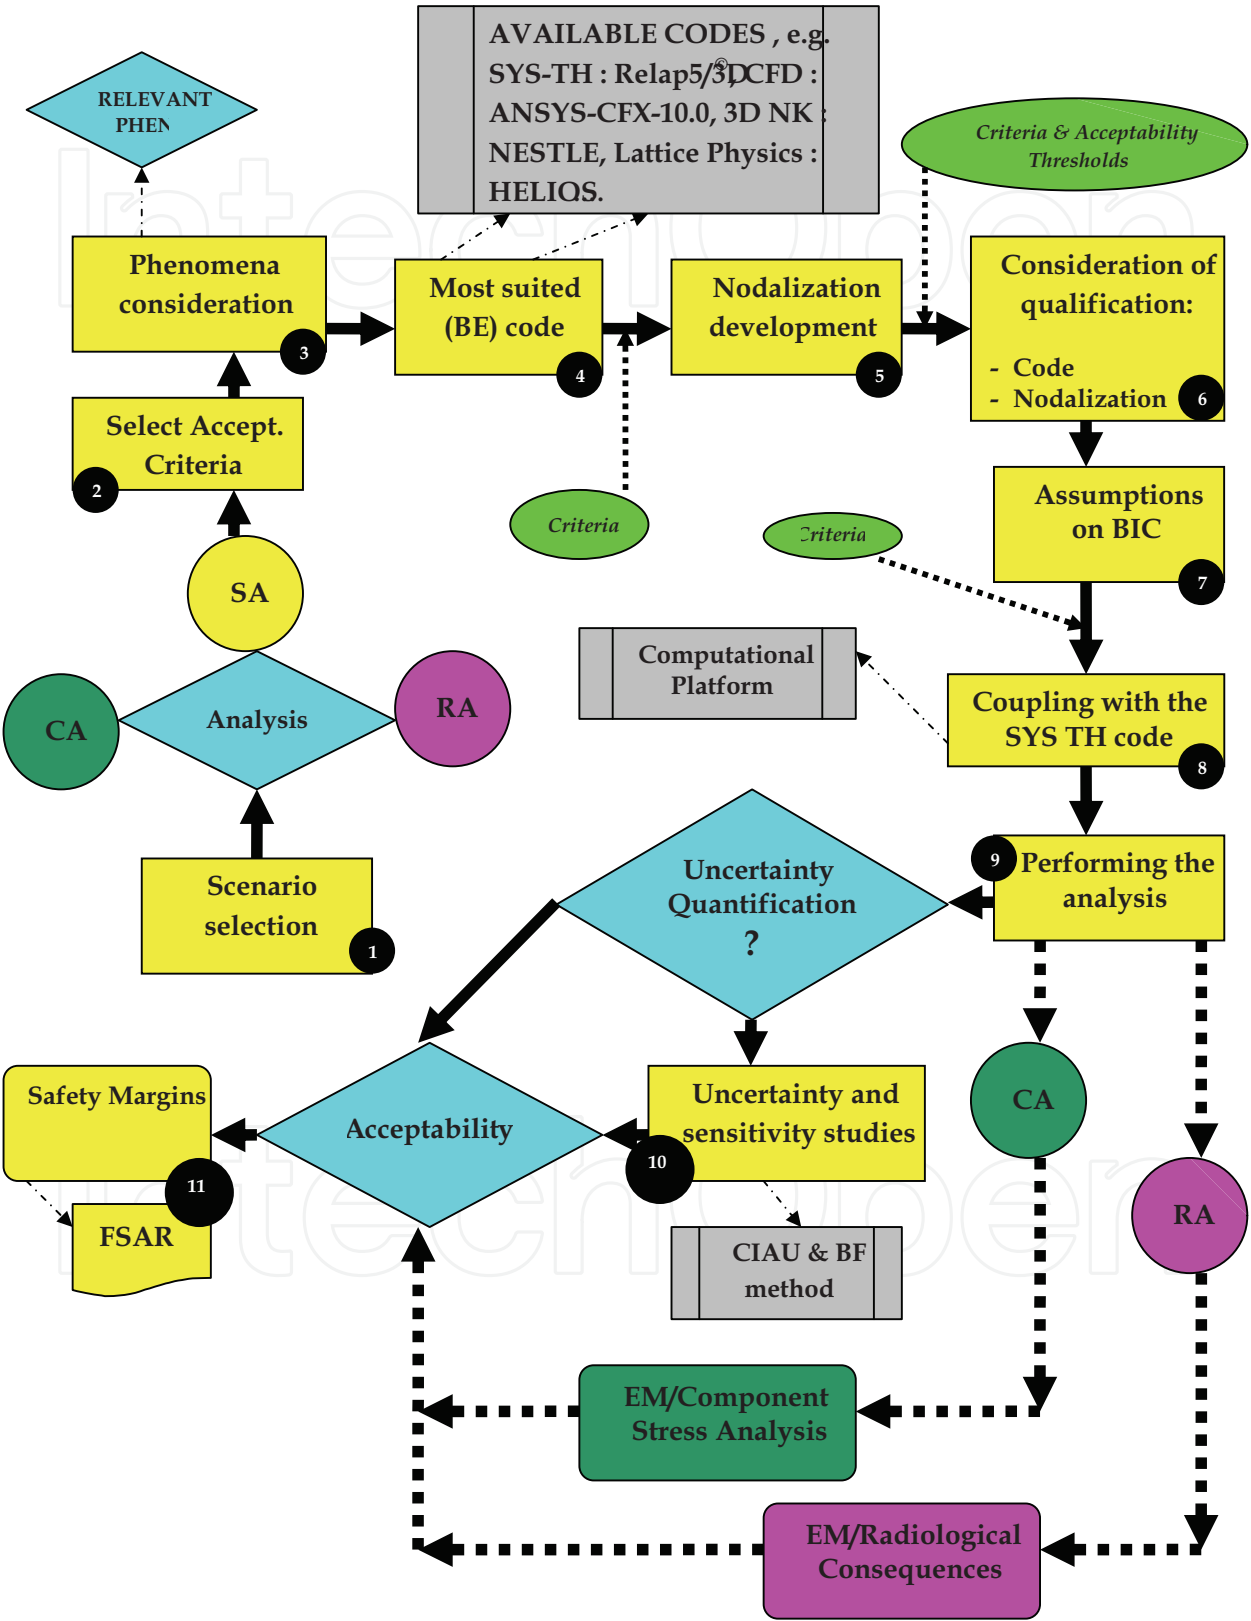 AVAILABLE CODES , e.g.
SYS-TH : Relap5/3D©, CFD :
ANSYS-CFX-10.0, 3D NK :
NESTLE, Lattice Physics :
HELIOS.
RELEVANT
PHEN
Criteria & Acceptability
Thresholds
Phenomena
consideration
3
Most suited
(BE) code
4
Nodalization
development
5
Consideration of
qualification:
- Code
- Nodalization
6
Select Accept.
Criteria
2
Criteria
Criteria
Assumptions
on BIC
7
SA
CA
Analysis
RA
Computational
Platform
Coupling with the
SYS TH code
8
Scenario
selection
1
Uncertainty
Quantification
?
9
Performing the
analysis
Safety Margins
11
FSAR
Acceptability
Uncertainty and
sensitivity studies
10
CIAU & BF
method
CA
RA
EM/Component
Stress Analysis
EM/Radiological
Consequences
IntechOpen
IntechOpen